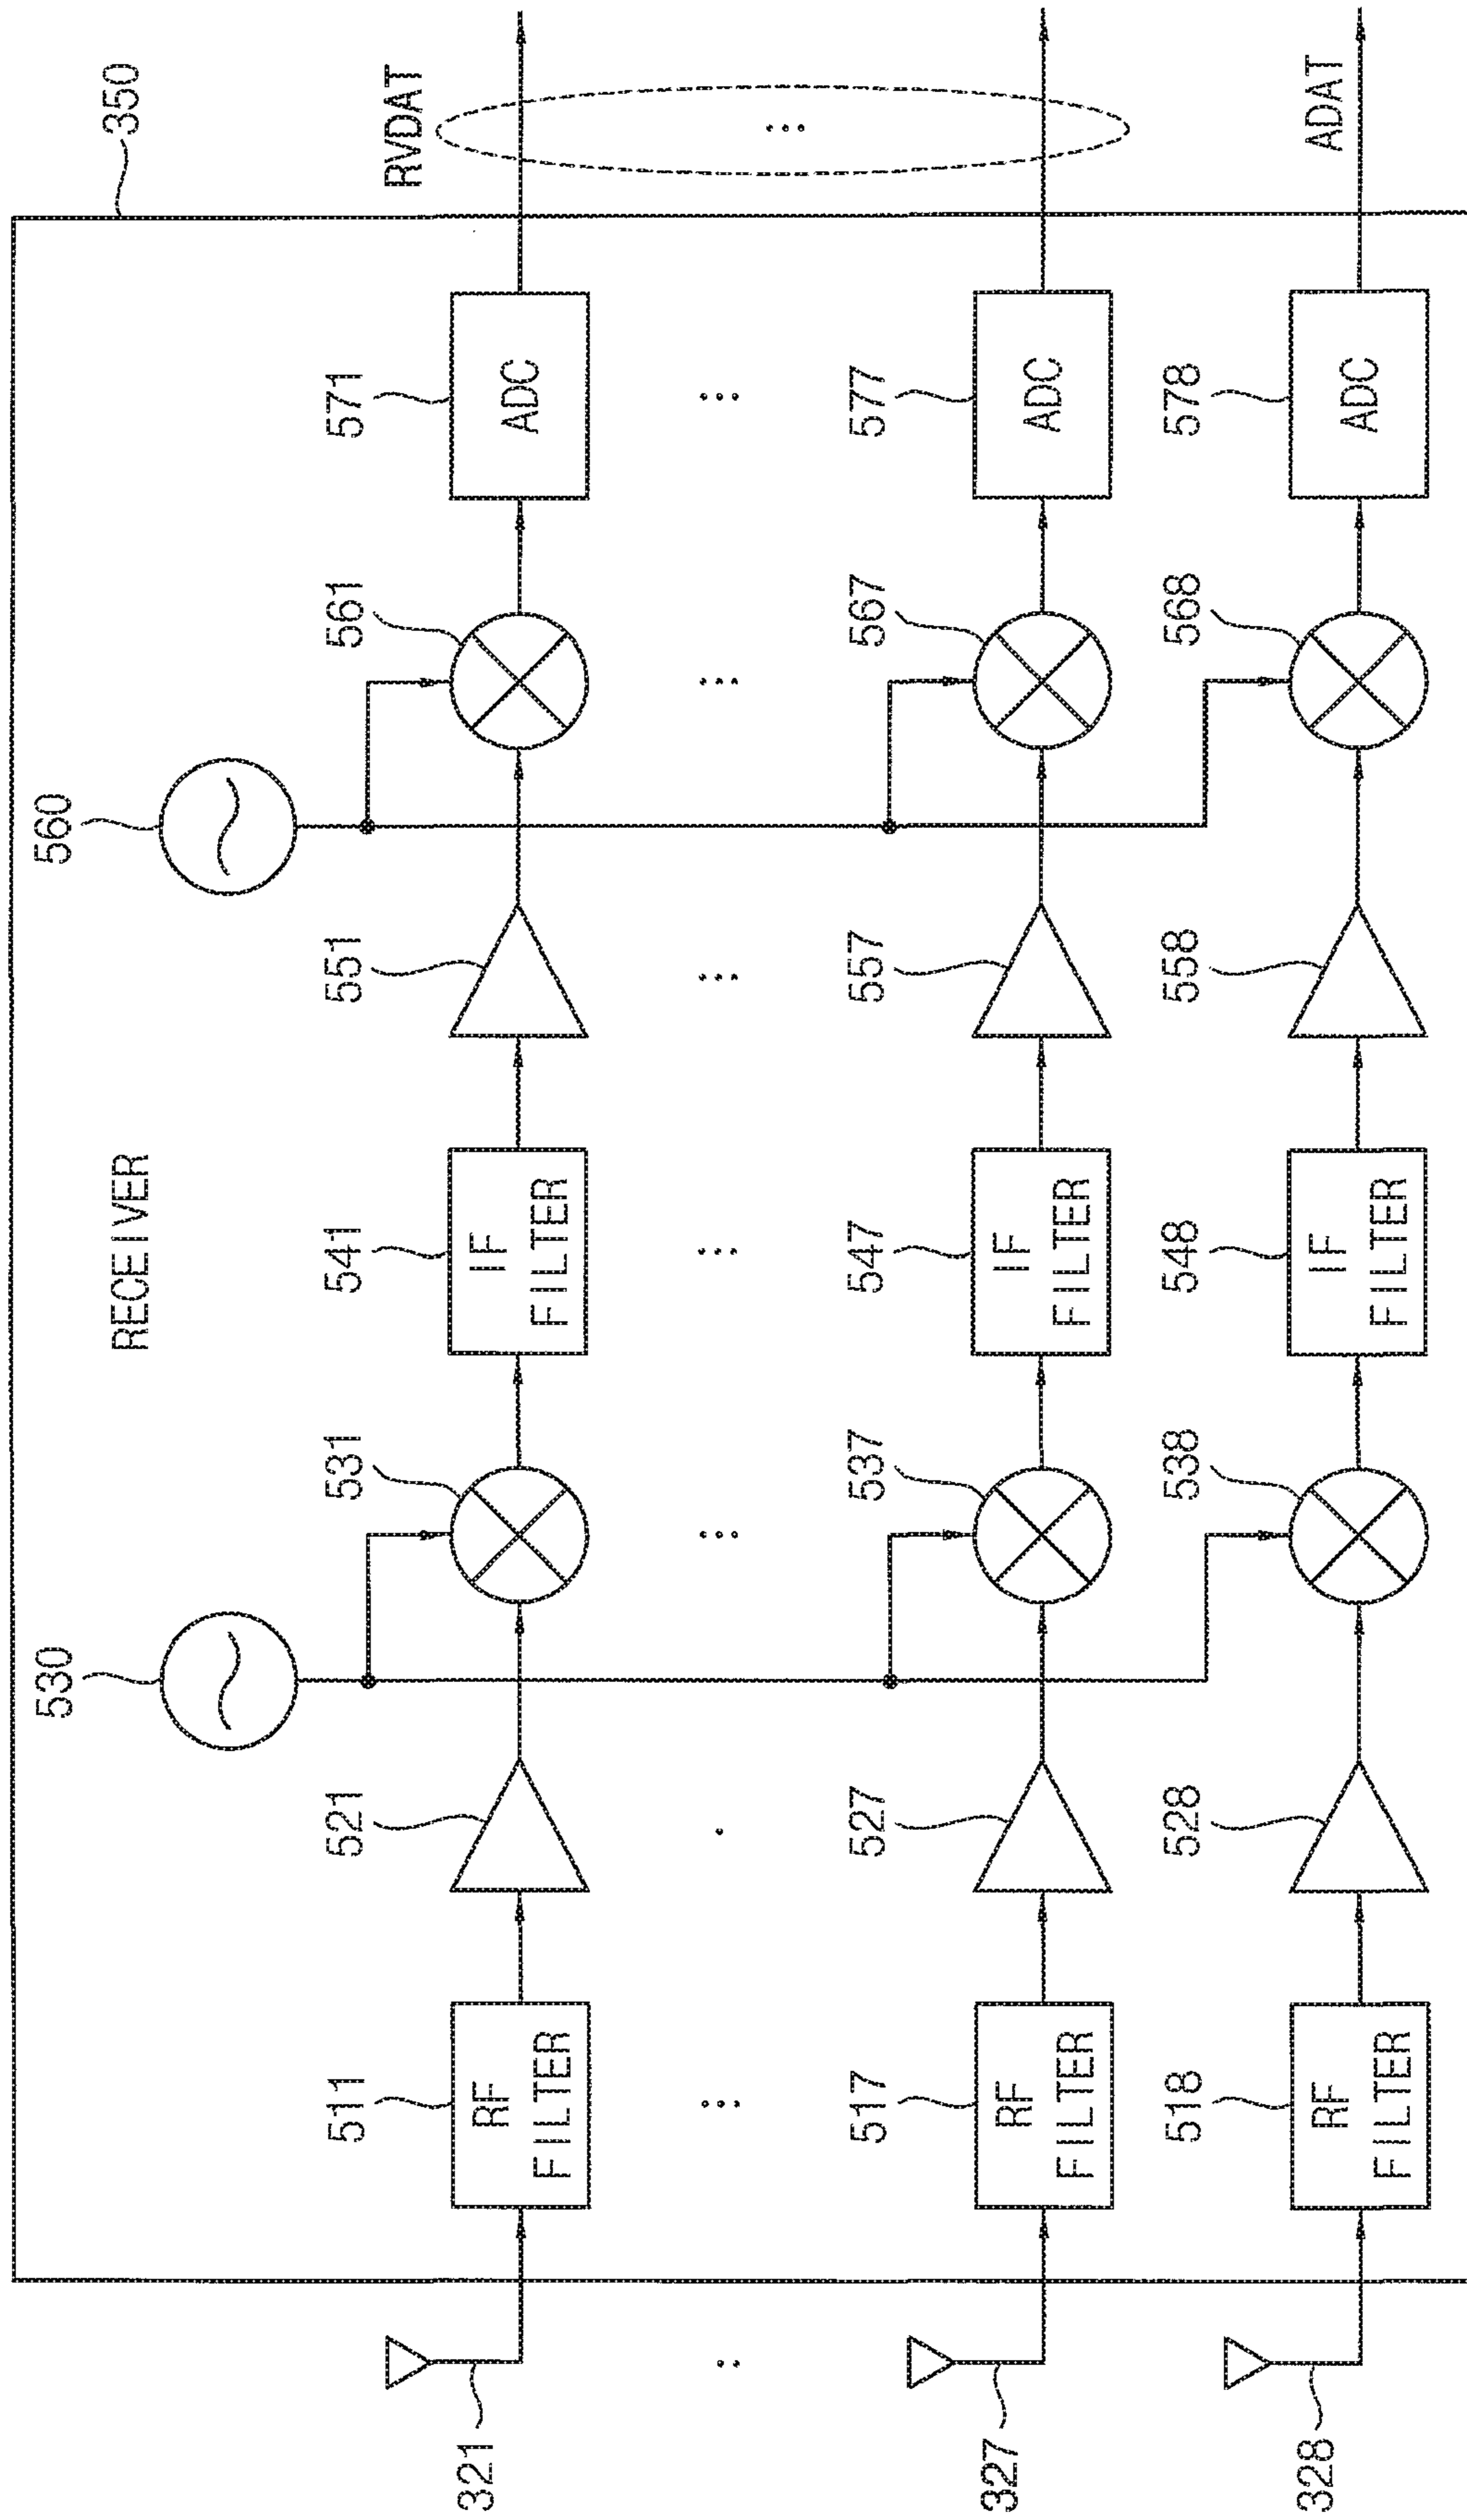 350
RECEIVER
530
560
RVDAT
321
511
RF
FILTER
521
531
541
IF
FILTER
551
561
571
ADC
327
517
RF
FILTER
527
537
547
IF
FILTER
557
567
577
ADC
ADAT
328
518
RF
FILTER
528
538
548
IF
FILTER
558
568
578
ADC